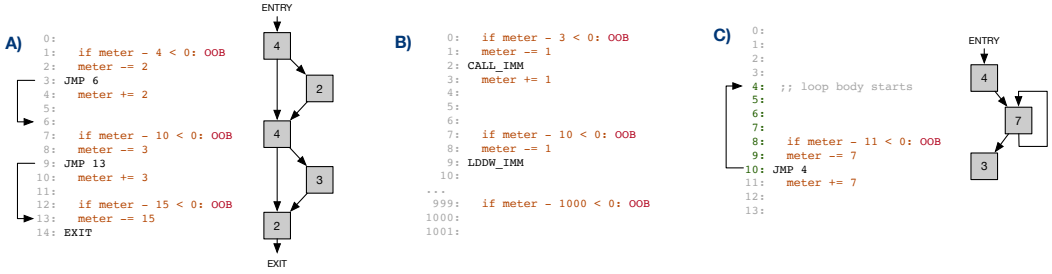 A)
0:
1: if meter - 4 < 0: OOB
2: meter -= 2
3: JMP 6
4: meter += 2
5:
6:
7: if meter - 10 < 0: OOB
8: meter -= 3
9: JMP 13
10: meter += 3
11:
12: if meter - 15 < 0: OOB
13: meter -= 15
14: EXIT
ENTRY
4
2
4
3
2
EXIT
B)
0: if meter - 3 < 0: OOB
1: meter -= 1
2: CALL_IMM
3: meter += 1
4:
5:
6:
7: if meter - 10 < 0: OOB
8: meter -= 1
9: LDDW_IMM
10:
...
999: if meter - 1000 < 0: OOB
1000:
1001:
C)
0:
1:
2:
3:
4: ;; loop body starts
5:
6:
7:
8: if meter - 11 < 0: OOB
9: meter -= 7
10: JMP 4
11: meter += 7
12:
13:
ENTRY
4
7
3